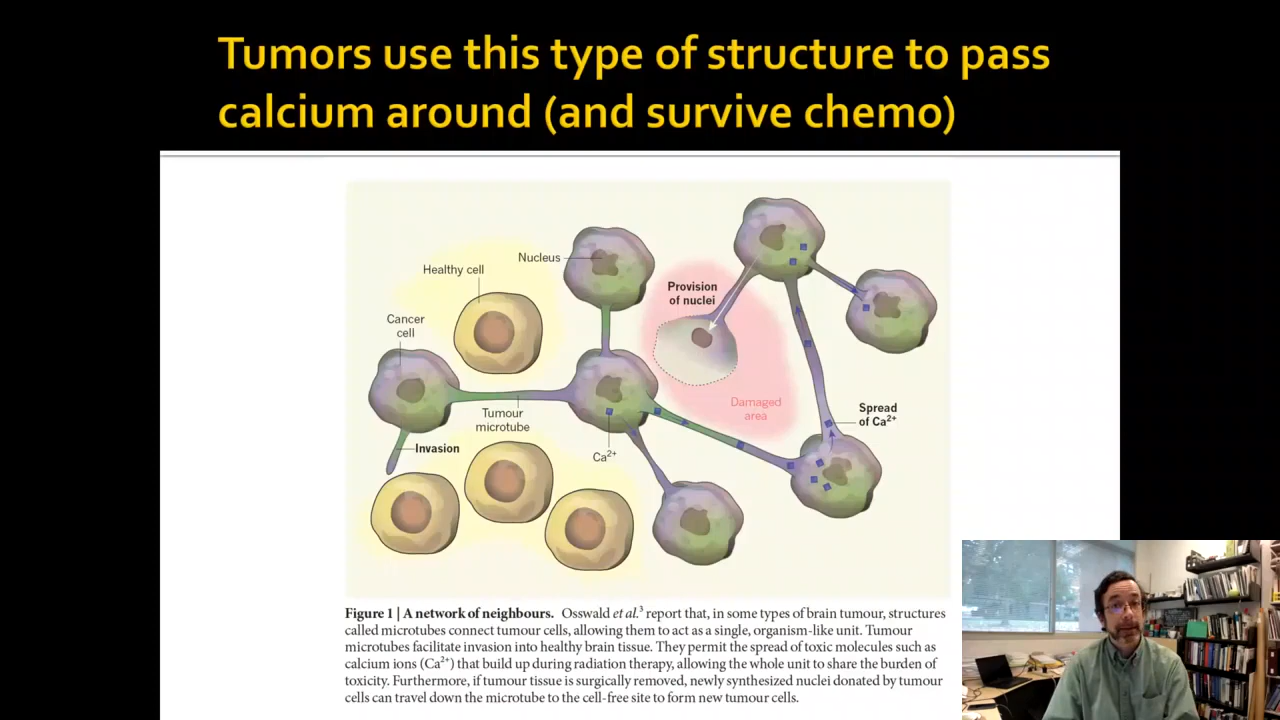 Tumors use this type of structure to pass
calcium around (and survive chemo)
Nucleus
Healthy cell
Provision
of nuclei
Cancer
cell
Damaged
area
Tumour
microtube
Spread
of Ca²⁺
Invasion
Ca²⁺
Figure 1 | A network of neighbours. Osswald et al.³ report that, in some types of brain tumour, structures
called microtubes connect tumour cells, allowing them to act as a single, organism-like unit. Tumour
microtubes facilitate invasion into healthy brain tissue. They permit the spread of toxic molecules such as
calcium ions (Ca²⁺) that build up during radiation therapy, allowing the whole unit to share the burden of
toxicity. Furthermore, if tumour tissue is surgically removed, newly synthesized nuclei donated by tumour
cells can travel down the microtube to the cell-free site to form new tumour cells.